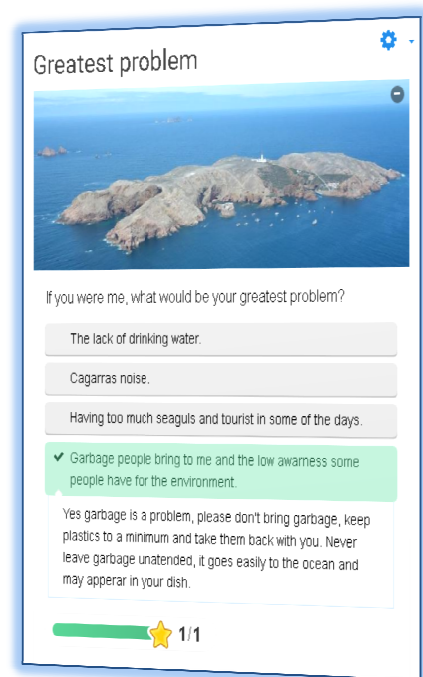 Greatest problem
If you were me, what would be your greatest problem?
The lack of drinking water.
Cagarras noise.
Having too much seaguls and tourist in some of the days.
Garbage people bring to me and the low awarness some
people have for the environment.
Yes garbage is a problem, please don't bring garbage, keep
plastics to a minimum and take them back with you. Never
leave garbage unatended, it goes easily to the ocean and
may apperar in your dish.
1/1